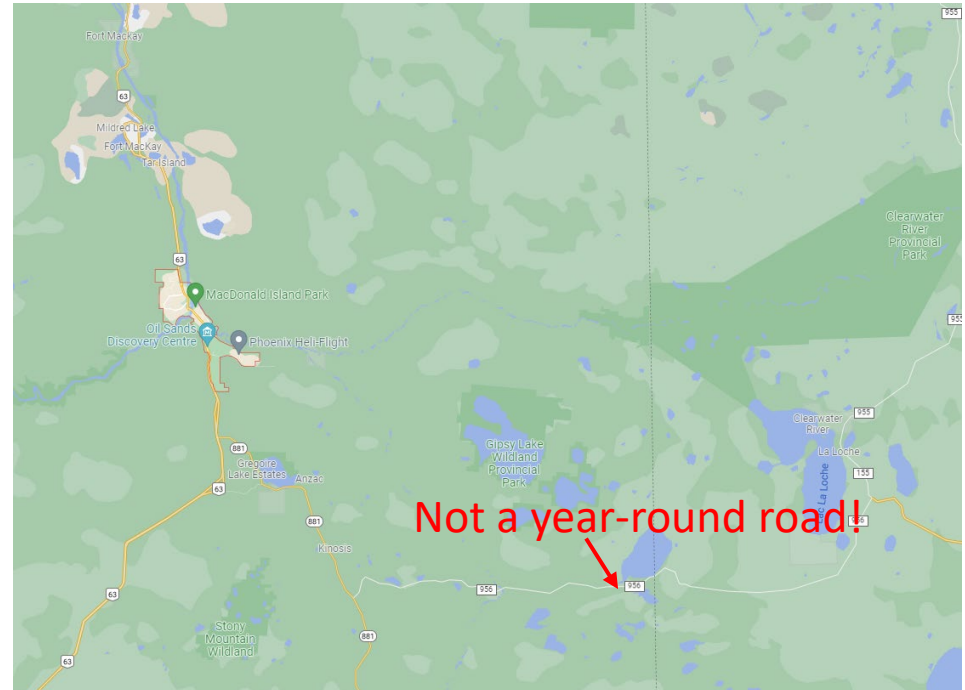 955
Fort MacKay
63
Mildred Lake
Fort MacKay
Tar Island
Clearwater
River
Provincial
Park
63
MacDonald Island Park
955
Oil Sands
Discovery Centre
Phoenix Heli-Flight
955
Clearwater
River
881
Gipsy Lake
Wildland
Provincial
Park
La Loche
Gregoire
Lake Estates
Anzac
155
63
Lac La Loche
Not a year-round road!
881
956
Kinosis
956
956
63
Stony
Mountain
Wildland
881
63